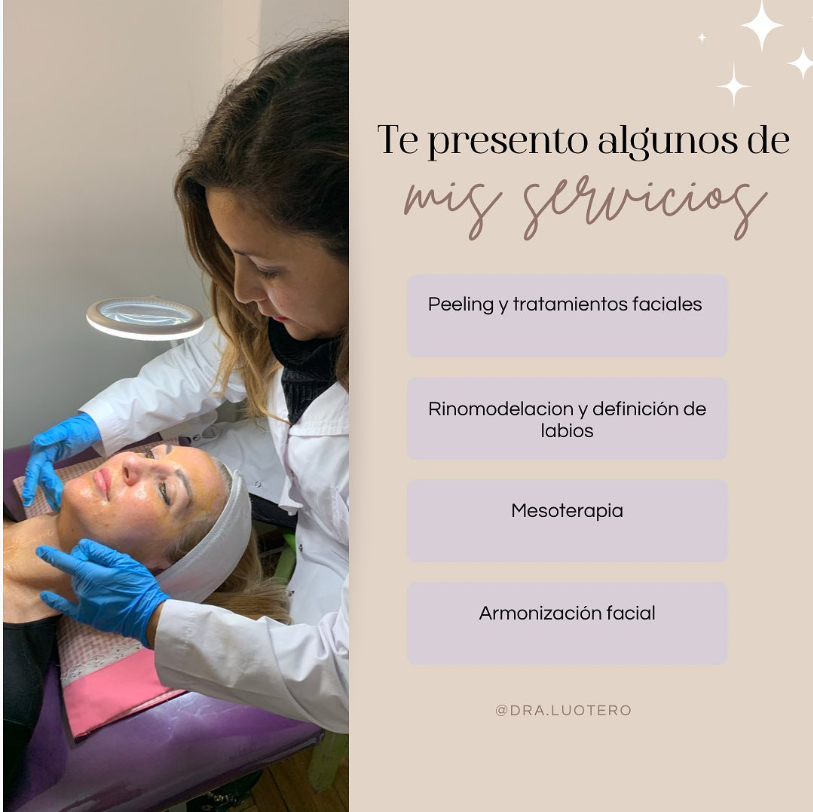 Te presento algunos de
mis servicios
Peeling y tratamientos faciales
Rinomodelacion y definición de
labios
Mesoterapia
Armonización facial
@DRA.LUOTERO